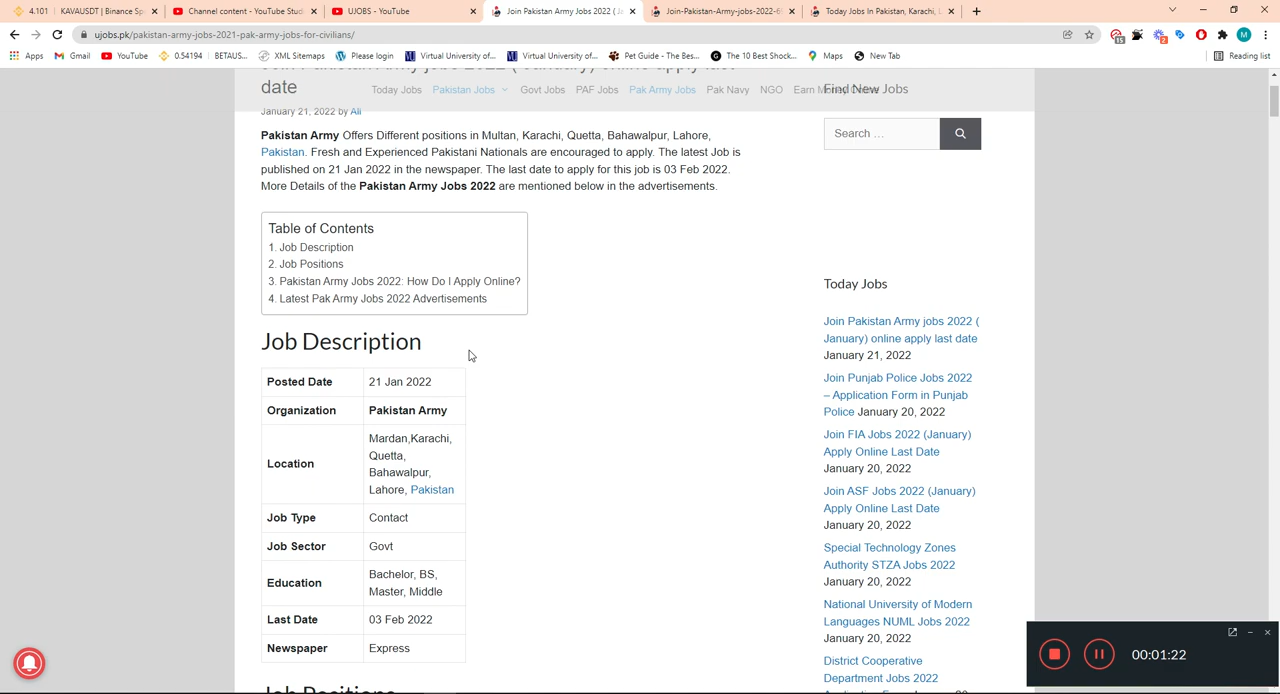 4.101 | KAVAUSDT | Binance Sp
Channel content - YouTube Stud
UJOBS - YouTube
Join Pakistan Army Jobs 2022 ( Ja
Join-Pakistan-Army-jobs-2022-6
Today Jobs In Pakistan, Karachi, L
ujobs.pk/pakistan-army-jobs-2021-pak-army-jobs-for-civilians/
15
2
M
Apps
Gmail
YouTube
0.54194 | BETAUS...
XML Sitemaps
Please login
Virtual University of...
Virtual University of...
Pet Guide - The Bes...
The 10 Best Shock...
Maps
New Tab
Reading list
Join Pakistan Army jobs 2022 ( January) online apply last
date
Today Jobs
Pakistan Jobs
Govt Jobs
PAF Jobs
Pak Army Jobs
Pak Navy
NGO
Find New Jobs
January 21, 2022 by Ali
Pakistan Army Offers Different positions in Multan, Karachi, Quetta, Bahawalpur, Lahore,
Pakistan. Fresh and Experienced Pakistani Nationals are encouraged to apply. The latest Job is
published on 21 Jan 2022 in the newspaper. The last date to apply for this job is 03 Feb 2022.
More Details of the Pakistan Army Jobs 2022 are mentioned below in the advertisements.
Search …
Table of Contents
1. Job Description
2. Job Positions
3. Pakistan Army Jobs 2022: How Do I Apply Online?
4. Latest Pak Army Jobs 2022 Advertisements
Job Description
Posted Date 21 Jan 2022
Organization Pakistan Army
Location
Mardan,Karachi,
Quetta,
Bahawalpur,
Lahore, Pakistan
Job Type Contact
Job Sector Govt
Education
Bachelor, BS,
Master, Middle
Last Date 03 Feb 2022
Newspaper Express
Job Positions
Today Jobs
Join Pakistan Army jobs 2022 (
January) online apply last date
January 21, 2022
Join Punjab Police Jobs 2022
– Application Form in Punjab
Police January 20, 2022
Join FIA Jobs 2022 (January)
Apply Online Last Date
January 20, 2022
Join ASF Jobs 2022 (January)
Apply Online Last Date
January 20, 2022
Special Technology Zones
Authority STZA Jobs 2022
January 20, 2022
National University of Modern
Languages NUML Jobs 2022
January 20, 2022
District Cooperative
Department Jobs 2022
00:01:22